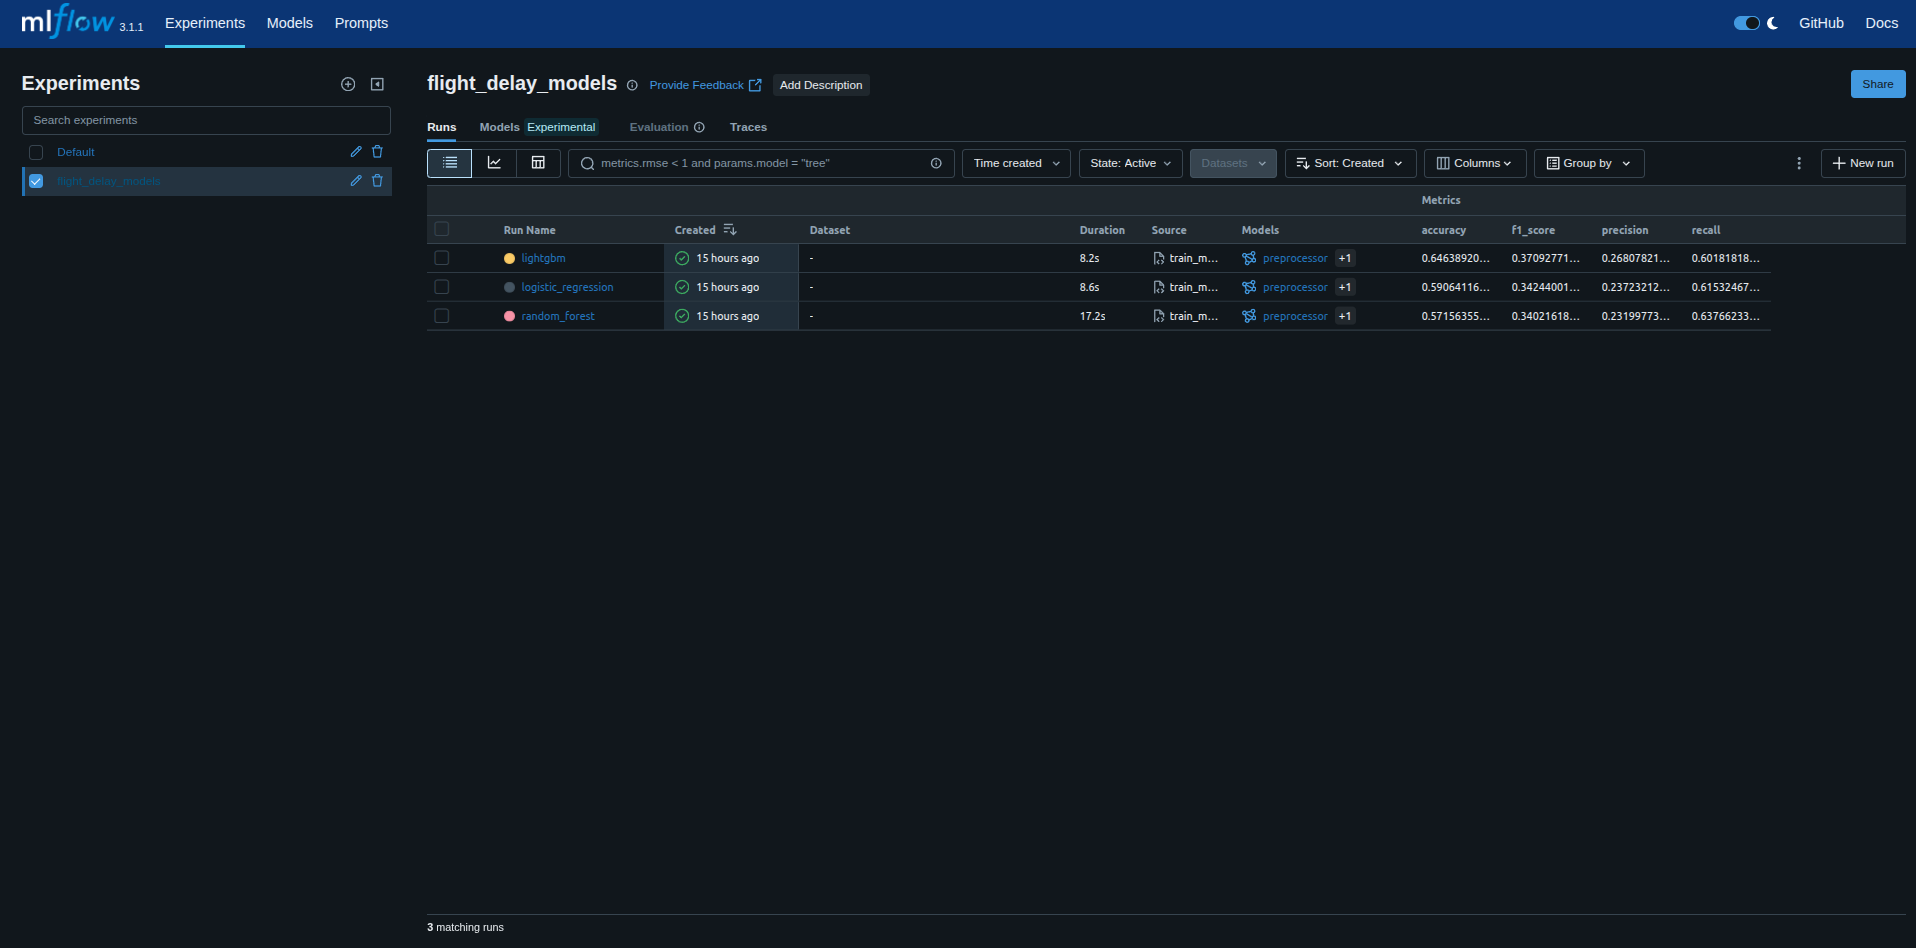 mlflow 3.1.1 Experiments Models Prompts GitHub Docs
Experiments
Search experiments
Default
flight_delay_models
flight_delay_models Provide Feedback Add Description Share
Runs Models Experimental Evaluation Traces
metrics.rmse < 1 and params.model = "tree" Time created State: Active Datasets Sort: Created Columns Group by New run
Metrics
Run Name Created Dataset Duration Source Models accuracy f1_score precision recall
lightgbm 15 hours ago - 8.2s train_m... preprocessor +1 0.64638920... 0.37092771... 0.26807821... 0.60181818...
logistic_regression 15 hours ago - 8.6s train_m... preprocessor +1 0.59064116... 0.34244001... 0.23723212... 0.61532467...
random_forest 15 hours ago - 17.2s train_m... preprocessor +1 0.57156355... 0.34021618... 0.23199773... 0.63766233...
3 matching runs